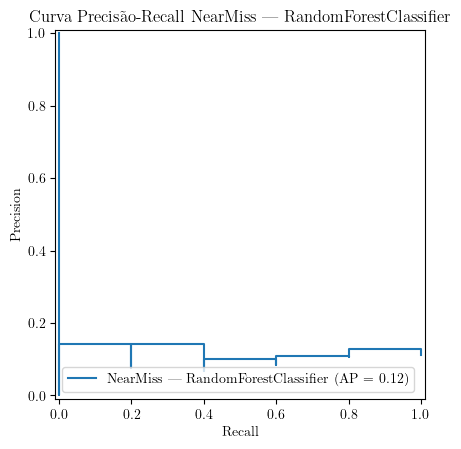 Curva Precisão-Recall NearMiss — RandomForestClassifier
1.0
0.8
0.6
0.4
0.2
0.0
Precision
NearMiss — RandomForestClassifier (AP = 0.12)
0.0 0.2 0.4 0.6 0.8 1.0
Recall